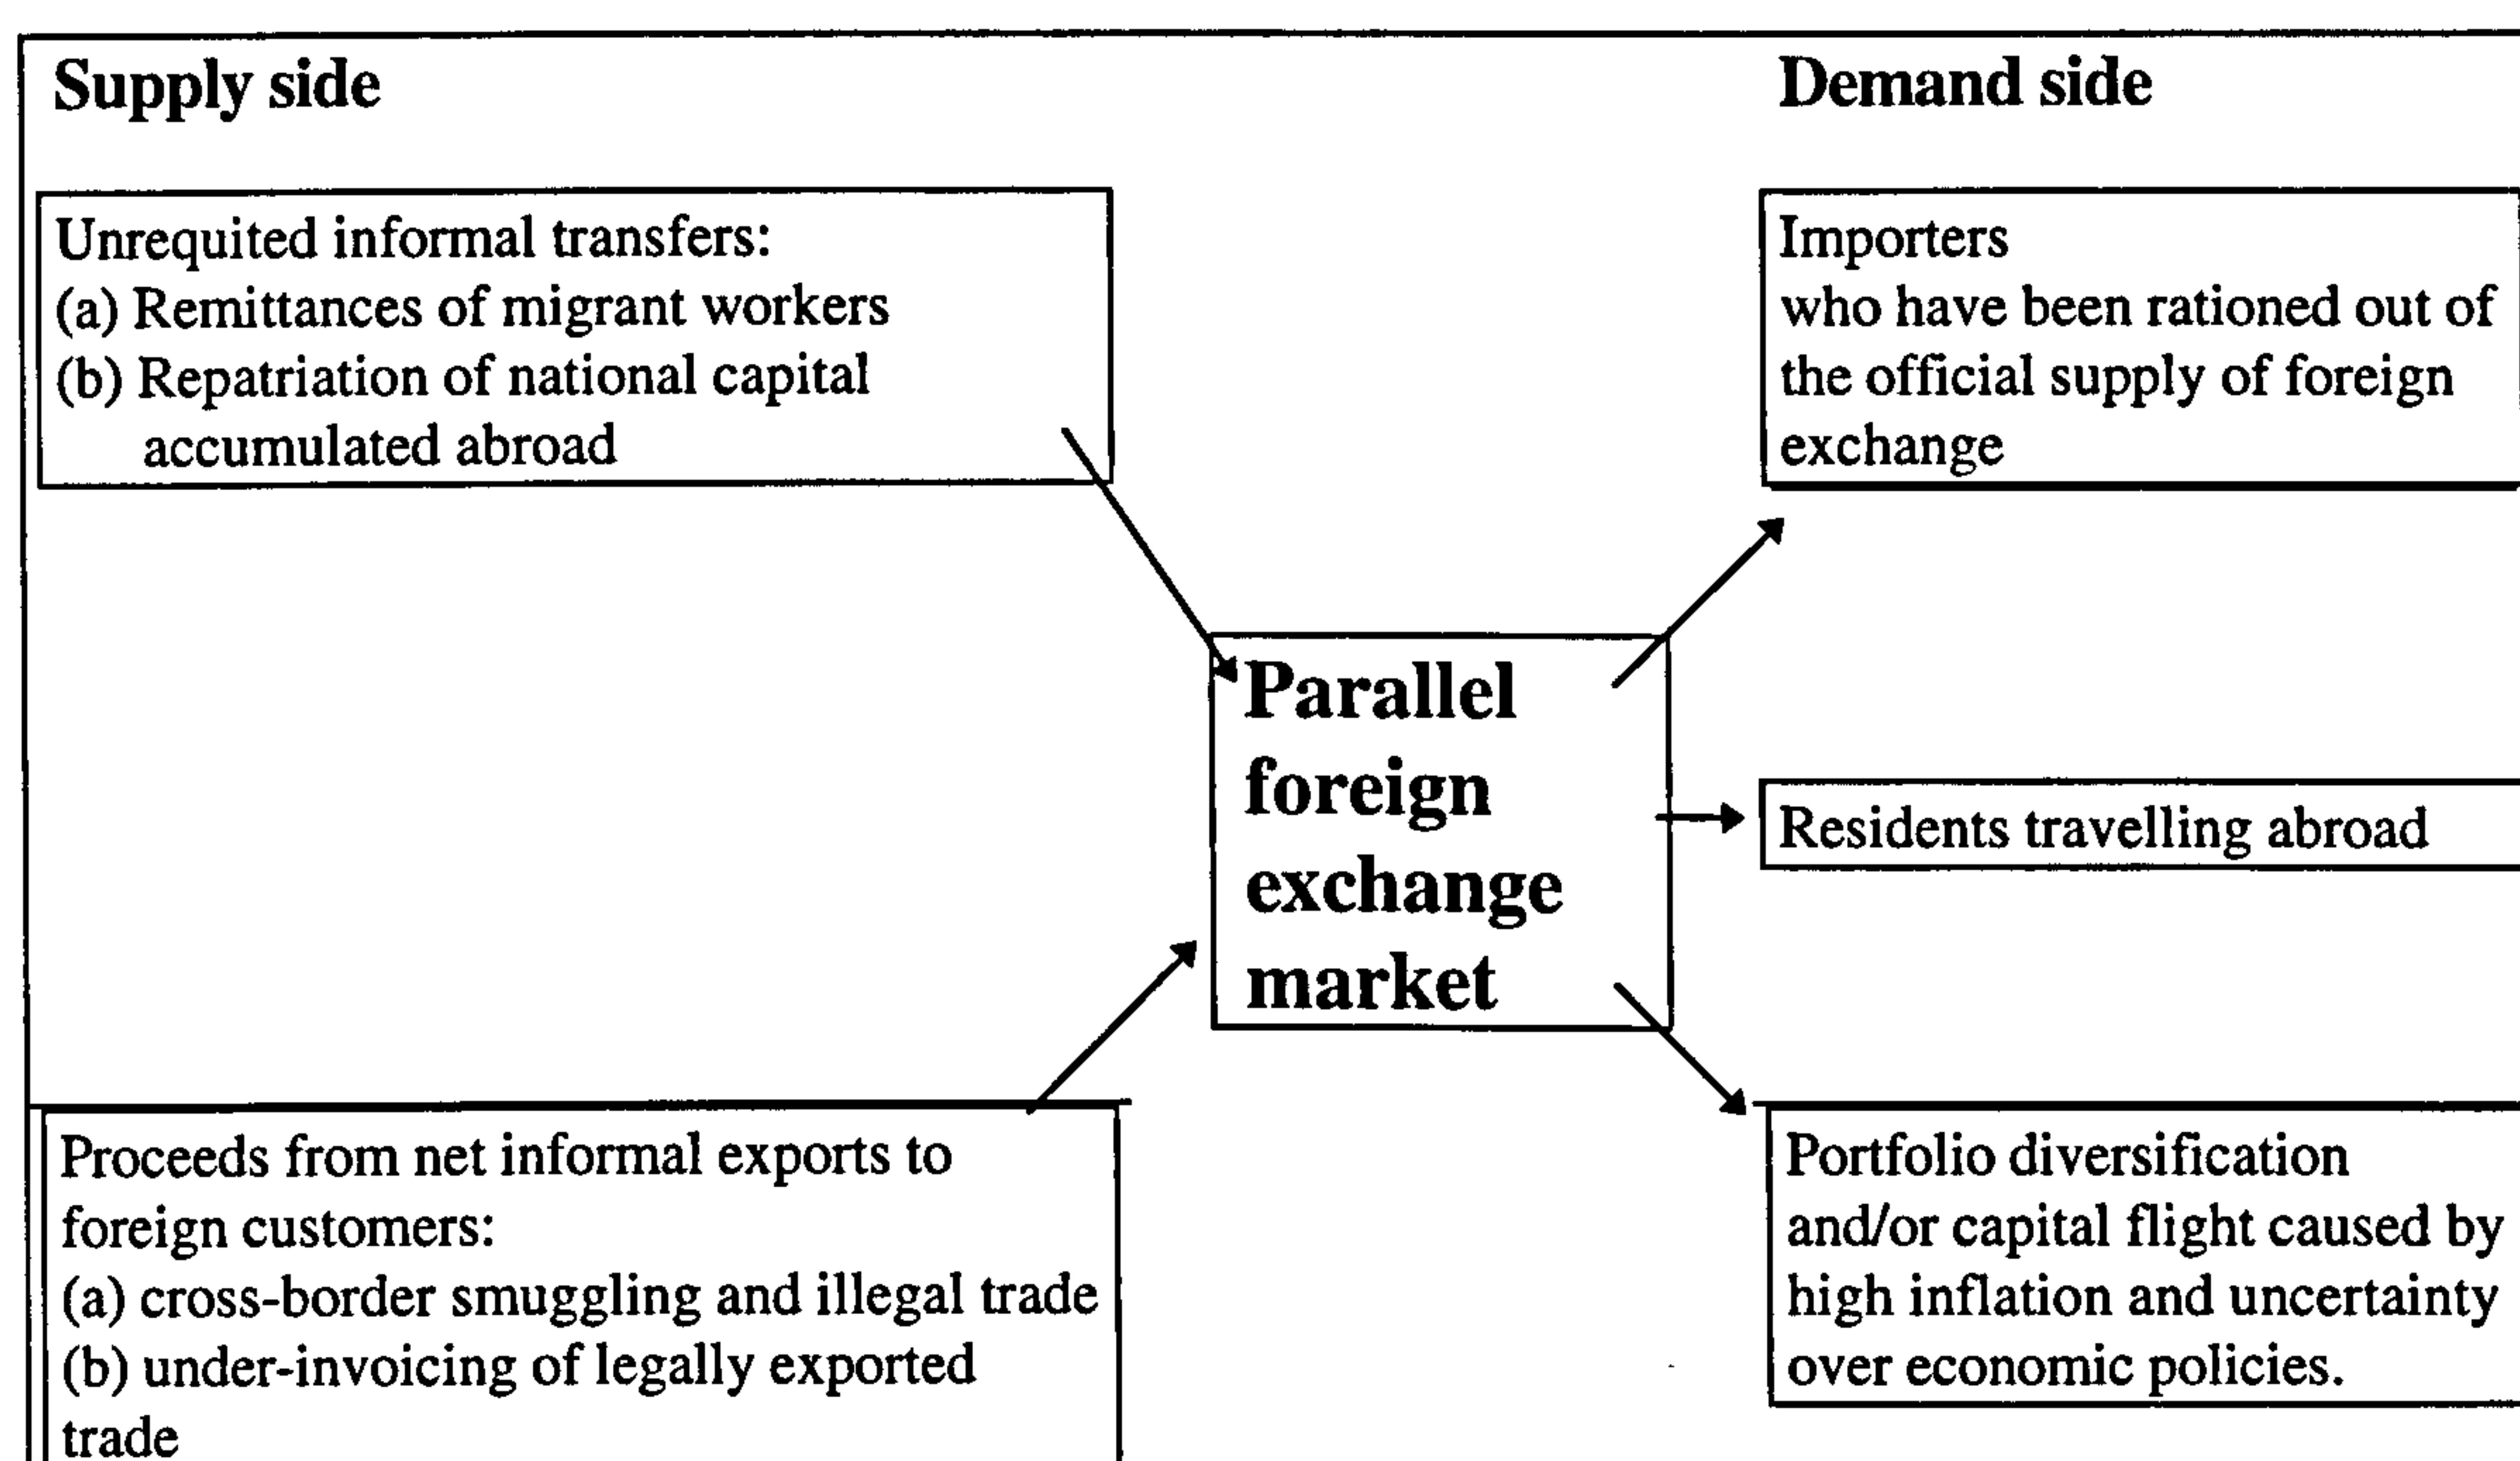 Supply side
Demand side
Unrequited informal transfers:
(a) Remittances of migrant workers
(b) Repatriation of national capital
accumulated abroad
Importers
who have been rationed out of
the official supply of foreign
exchange
Parallel
foreign
exchange
market
Residents travelling abroad
Proceeds from net informal exports to
foreign customers:
(a) cross-border smuggling and illegal trade
(b) under-invoicing of legally exported
trade
Portfolio diversification
and/or capital flight caused by
high inflation and uncertainty
over economic policies.